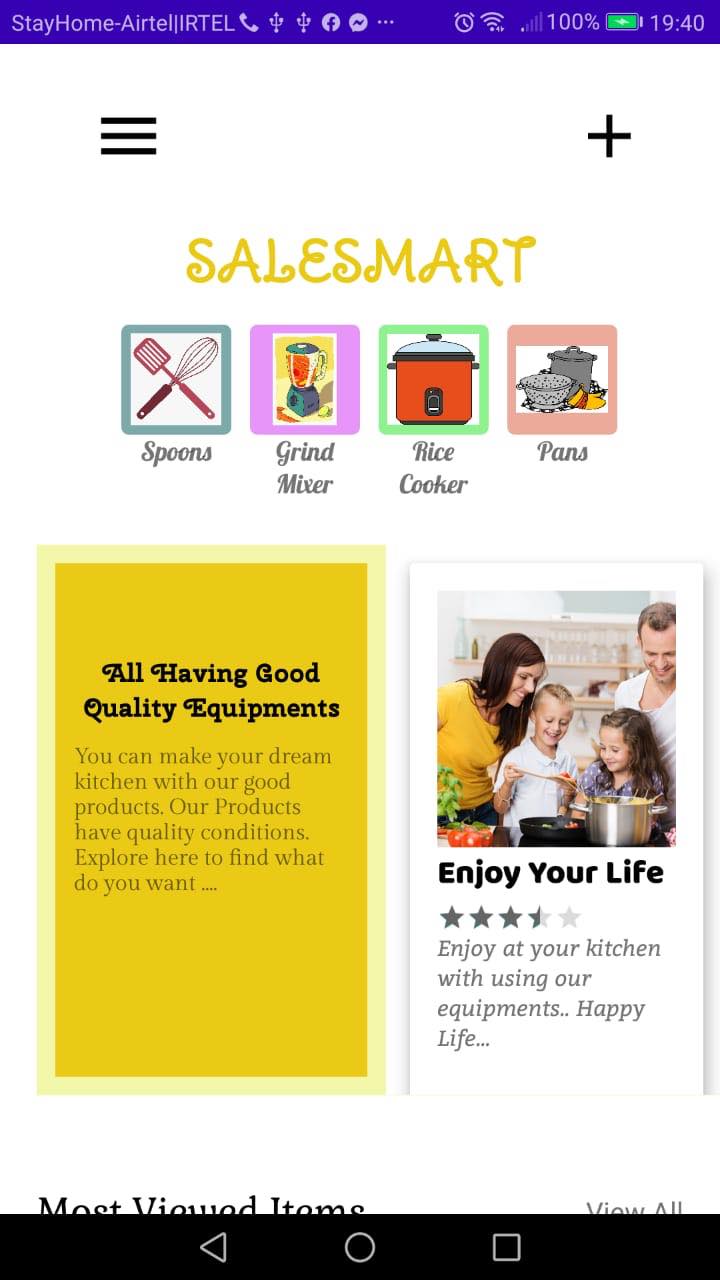 StayHome-Airtel|IRTEL 100% 19:40
SALESMART
Spoons
Grind
Mixer
Rice
Cooker
Pans
All Having Good
Quality Equipments
You can make your dream
kitchen with our good
products. Our Products
have quality conditions.
Explore here to find what
do you want ....
Enjoy Your Life
Enjoy at your kitchen
with using our
equipments.. Happy
Life...
Most Viewed Items
View All